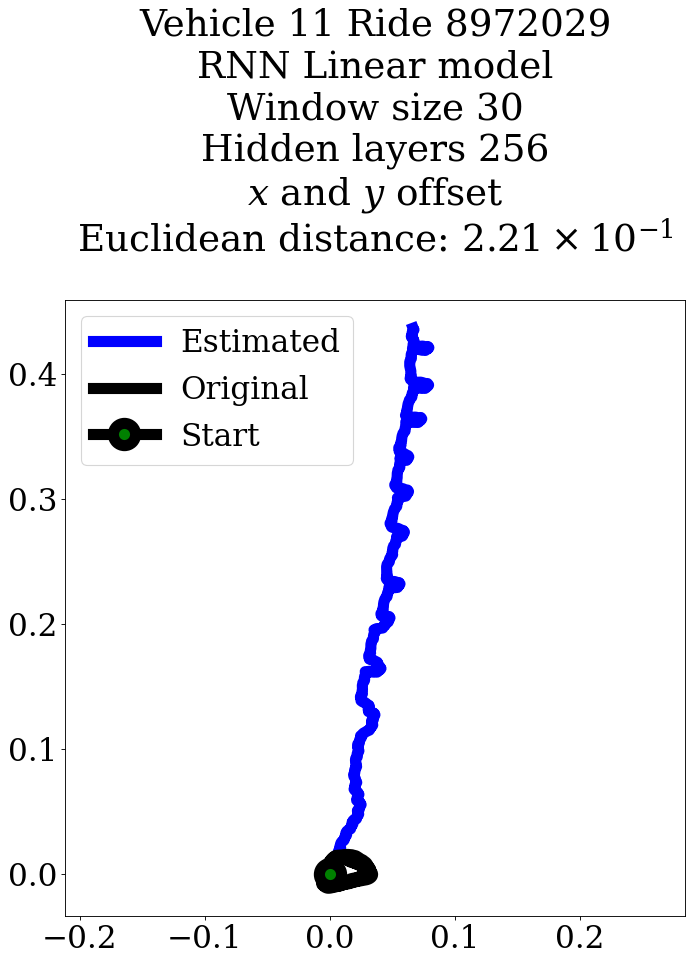 Vehicle 11 Ride 8972029
RNN Linear model
Window size 30
Hidden layers 256
x and y offset
Euclidean distance: 2.21 × 10⁻¹
Estimated
Original
Start
0.4
0.3
0.2
0.1
0.0
−0.2 −0.1 0.0 0.1 0.2